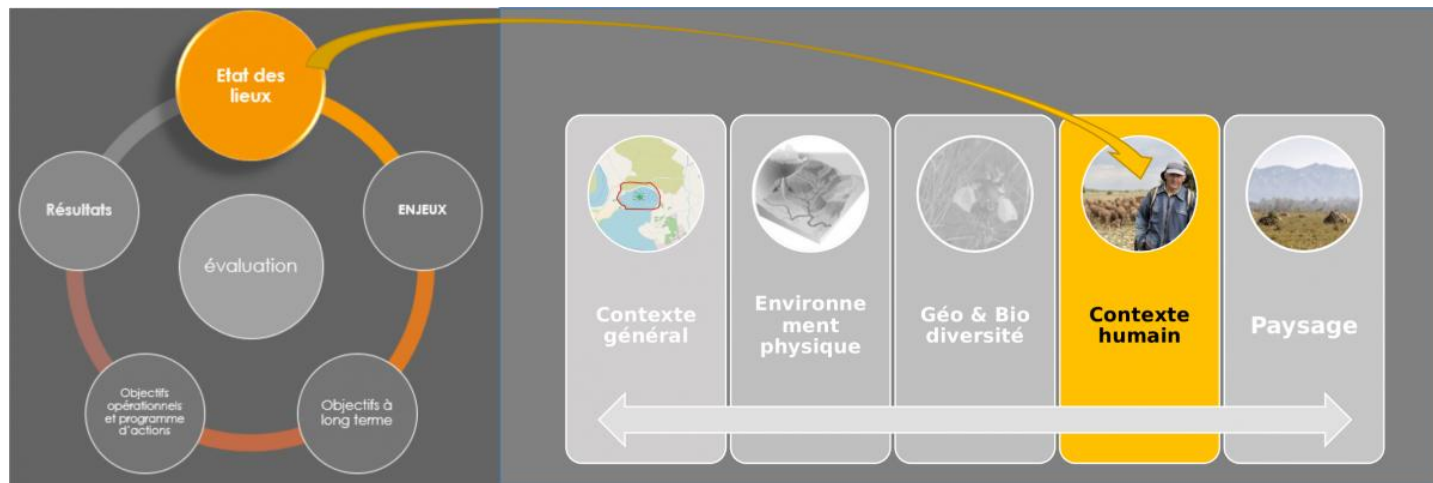 Etat des
lieux
Résultats
ENJEUX
évaluation
Objectifs
opérationnels
et programme
d'actions
Objectifs à
long terme
Contexte
général
Environne
ment
physique
Géo & Bio
diversité
Contexte
humain
Paysage